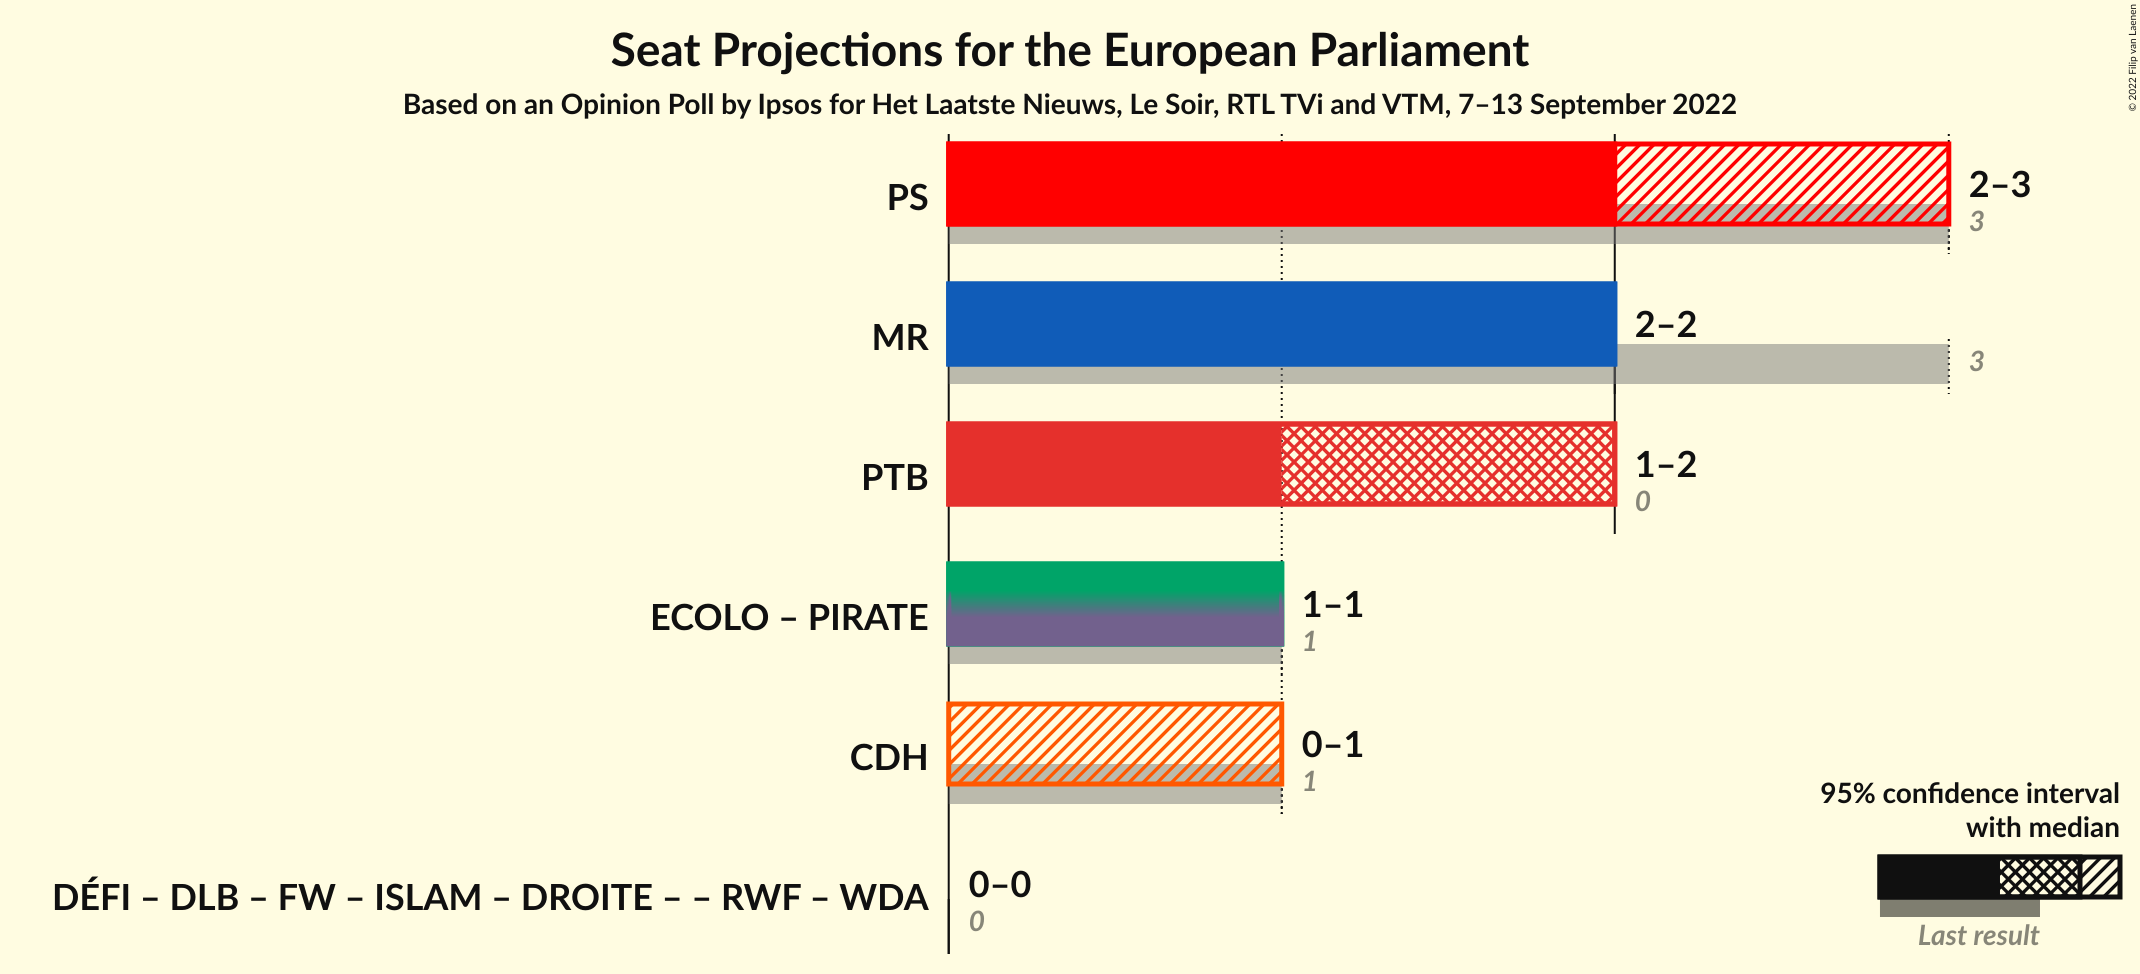 Seat Projections for the European Parliament
Based on an Opinion Poll by Ipsos for Het Laatste Nieuws, Le Soir, RTL TVi and VTM, 7–13 September 2022
© 2022 Filip van Laenen
PS
2–3
3
MR
2–2
3
PTB
1–2
0
ECOLO – PIRATE
1–1
1
CDH
0–1
1
DÉFI – DLB – FW – ISLAM – DROITE – – RWF – WDA
0–0
0
95% confidence interval
with median
Last result